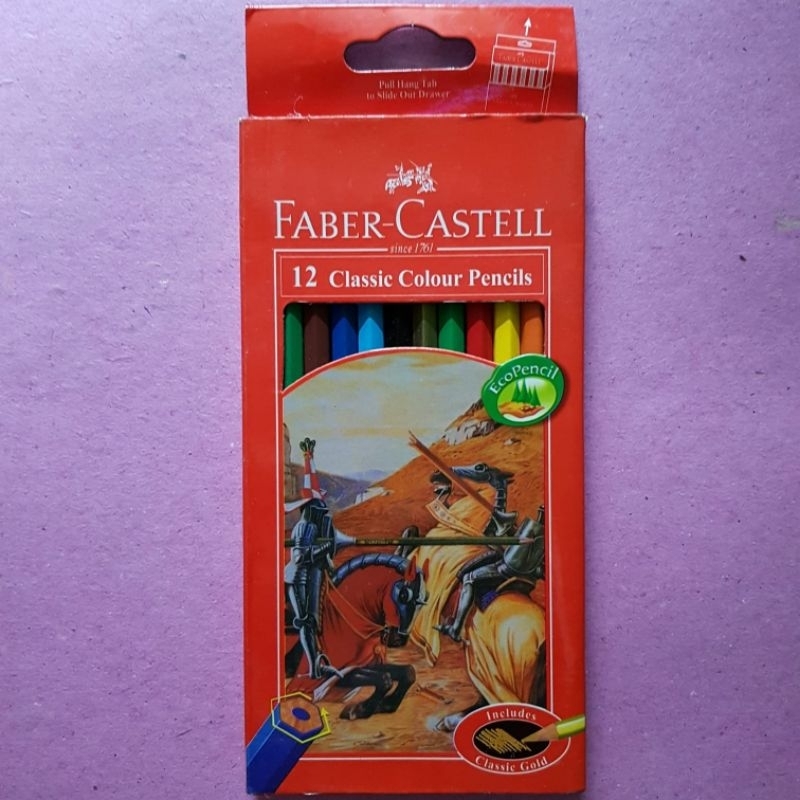 Pull Hang Tab
to Slide Out Drawer
FABER-CASTELL
since 1761
12 Classic Colour Pencils
EcoPencil
Includes
Classic Gold